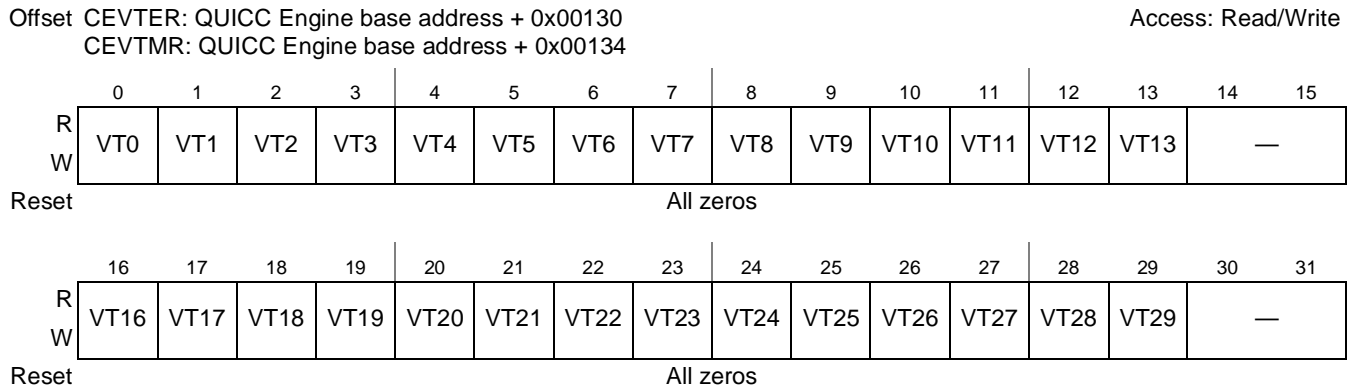 Offset CEVTER: QUICC Engine base address + 0x00130 Access: Read/Write
CEVTMR: QUICC Engine base address + 0x00134
0 1 2 3 4 5 6 7 8 9 10 11 12 13 14 15
R
VT0 VT1 VT2 VT3 VT4 VT5 VT6 VT7 VT8 VT9 VT10 VT11 VT12 VT13 —
W
Reset All zeros
16 17 18 19 20 21 22 23 24 25 26 27 28 29 30 31
R
VT16 VT17 VT18 VT19 VT20 VT21 VT22 VT23 VT24 VT25 VT26 VT27 VT28 VT29 —
W
Reset All zeros